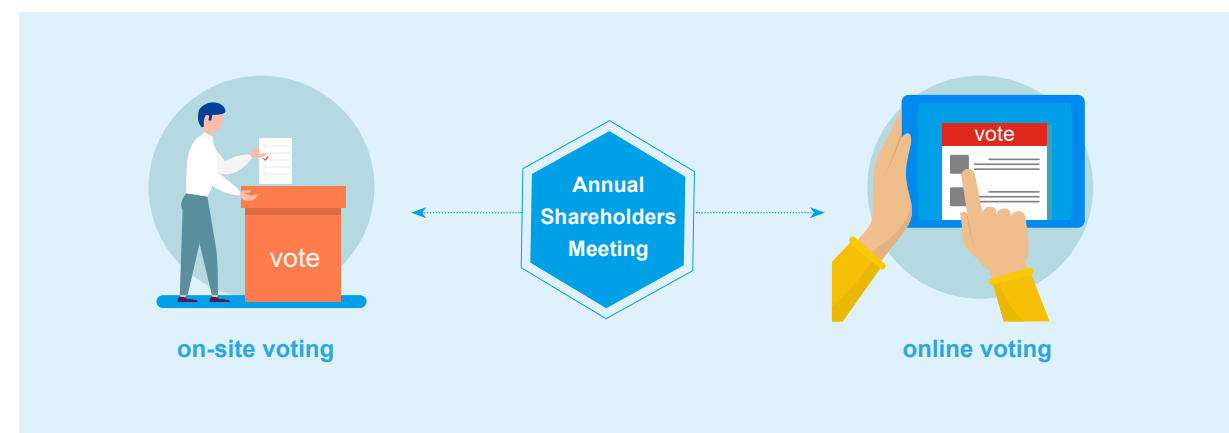 vote
on-site voting
Annual
Shareholders
Meeting
vote
online voting